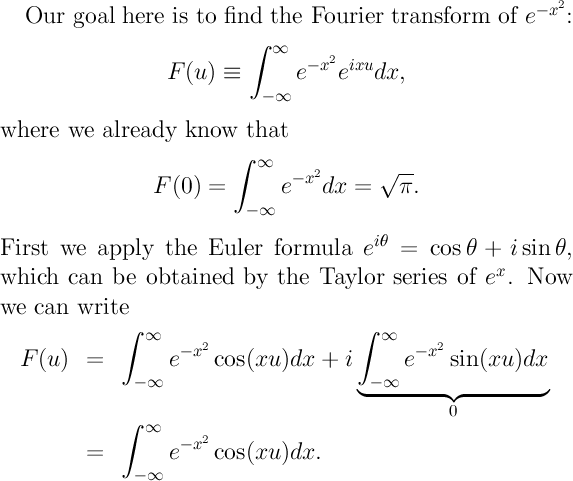 Our goal here is to find the Fourier transform of $e^{-x^2}$:
$F(u) \equiv \int_{-\infty}^{\infty} e^{-x^2} e^{ixu} dx,$
where we already know that
$F(0) = \int_{-\infty}^{\infty} e^{-x^2} dx = \sqrt{\pi}.$
First we apply the Euler formula $e^{i\theta} = \cos\theta + i\sin\theta$,
which can be obtained by the Taylor series of $e^x$. Now
we can write
$F(u) = \int_{-\infty}^{\infty} e^{-x^2} \cos(xu)dx + i \underbrace{\int_{-\infty}^{\infty} e^{-x^2} \sin(xu)dx}_{0}$
$= \int_{-\infty}^{\infty} e^{-x^2} \cos(xu)dx.$